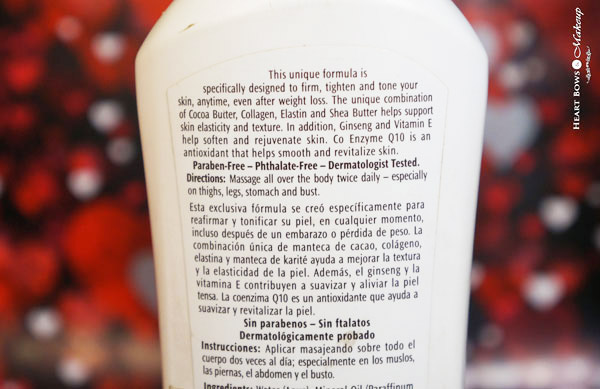 This unique formula is
specifically designed to firm, tighten and tone your
skin, anytime, even after weight loss. The unique combination
of Cocoa Butter, Collagen, Elastin and Shea Butter helps support
skin elasticity and texture. In addition, Ginseng and Vitamin E
help soften and rejuvenate skin. Co Enzyme Q10 is an
antioxidant that helps smooth and revitalize skin.
Paraben-Free – Phthalate-Free – Dermatologist Tested.
Directions: Massage all over the body twice daily – especially
on thighs, legs, stomach and bust.
Esta exclusiva fórmula se creó específicamente para
reafirmar y tonificar su piel, en cualquier momento,
incluso después de un embarazo o pérdida de peso. La
combinación única de manteca de cacao, colágeno,
elastina y manteca de karité ayuda a mejorar la textura
y la elasticidad de la piel. Además, el ginseng y la
vitamina E contribuyen a suavizar y aliviar la piel
tensa. La coenzima Q10 es un antioxidante que ayuda a
suavizar y revitalizar la piel.
Sin parabenos – Sin ftalatos
Dermatológicamente probado
Instrucciones: Aplicar masajeando sobre todo el
cuerpo dos veces al día; especialmente en los muslos,
las piernas, el abdomen y el busto.
Ingredients: Water (Aqua), Mineral Oil (Paraffinum
Heart Bows & Makeup